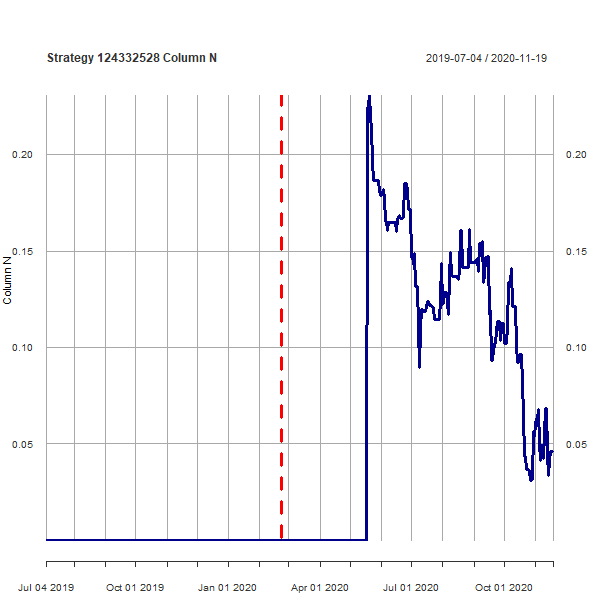 Strategy 124332528 Column N
2019-07-04 / 2020-11-19
0.20
0.20
0.15
0.15
Column N
0.10
0.10
0.05
0.05
Jul 04 2019
Oct 01 2019
Jan 01 2020
Apr 01 2020
Jul 01 2020
Oct 01 2020